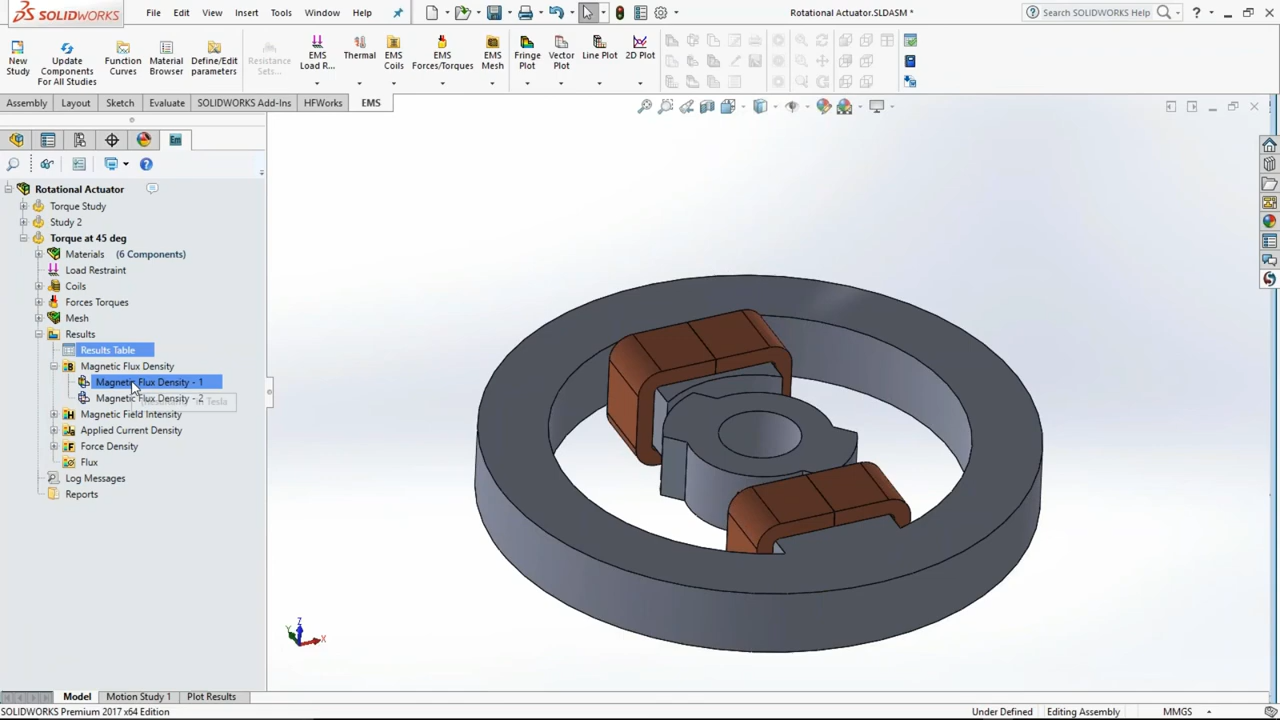 SOLIDWORKS
File Edit View Insert Tools Window Help
Rotational Actuator.SLDASM *
Search SOLIDWORKS Help
New Study
Update Components For All Studies
Function Curves
Material Browser
Define/Edit parameters
Resistance Sets...
EMS Load R...
Thermal
EMS Coils
EMS Forces/Torques
EMS Mesh
Fringe Plot
Vector Plot
Line Plot
2D Plot
Assembly Layout Sketch Evaluate SOLIDWORKS Add-Ins HFWorks EMS
Rotational Actuator
Torque Study
Study 2
Torque at 45 deg
Materials (6 Components)
Load Restraint
Coils
Forces Torques
Mesh
Results
Results Table
Magnetic Flux Density
Magnetic Flux Density - 1
Magnetic Flux Density - 2
in Tesla
Magnetic Field Intensity
Applied Current Density
Force Density
Flux
Log Messages
Reports
Z
Y
X
Model Motion Study 1 Plot Results
SOLIDWORKS Premium 2017 x64 Edition
Under Defined Editing Assembly MMGS